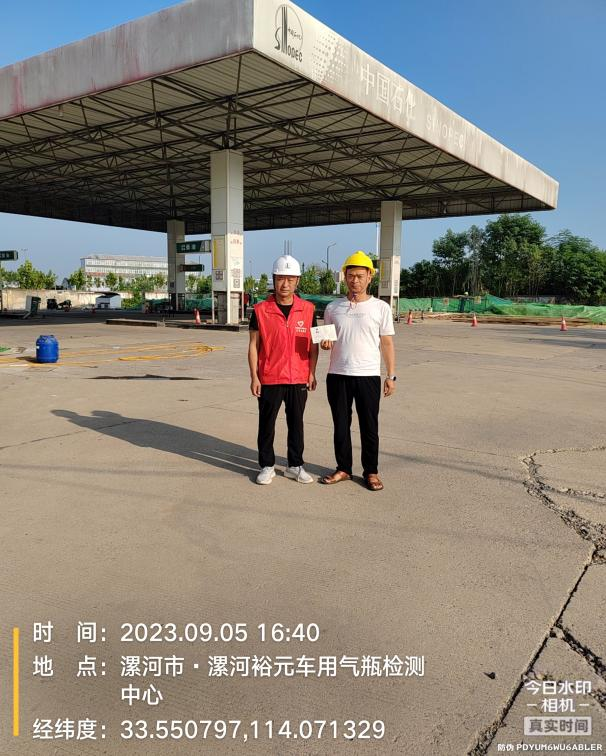 SINOPEC
中国石化 SINOPEC
时 间：2023.09.05 16:40
地 点：漯河市·漯河裕元车用气瓶检测
中心
经纬度：33.550797,114.071329
今日水印
相机
真实时间
防伪 PDYUM6WU6ABLER